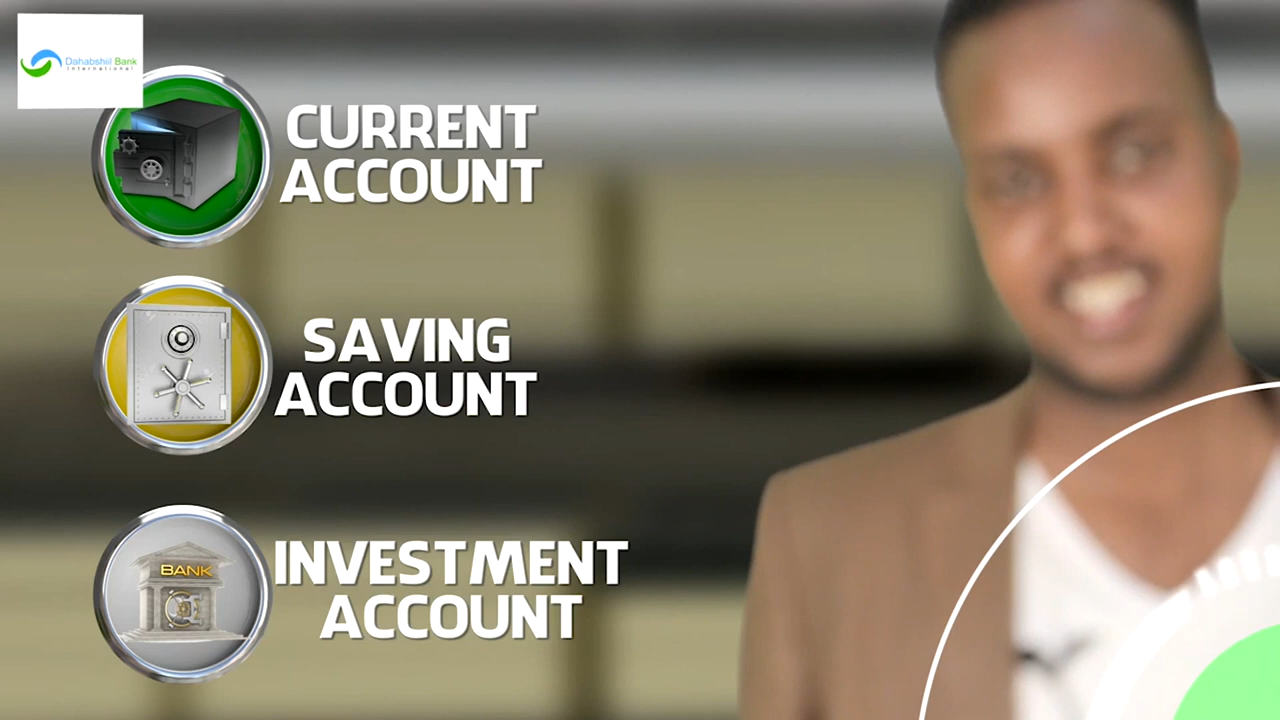 Dahabshiil Bank
International
CURRENT
ACCOUNT
SAVING
ACCOUNT
BANK
INVESTMENT
ACCOUNT